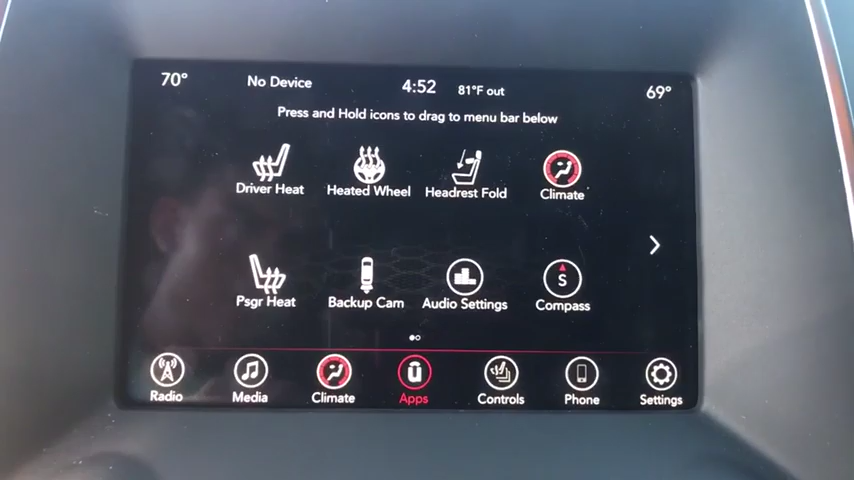 70° No Device 4:52 81°F out 69°
Press and Hold icons to drag to menu bar below
Driver Heat Heated Wheel Headrest Fold Climate
S
Psgr Heat Backup Cam Audio Settings Compass
Radio Media Climate Apps Controls Phone Settings